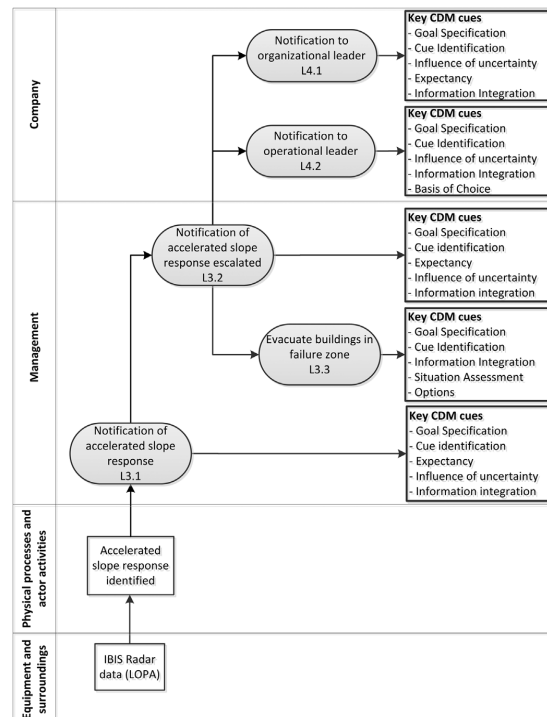 Company
Notification to
organizational leader
L4.1
Key CDM cues
- Goal Specification
- Cue Identification
- Influence of uncertainty
- Expectancy
- Information Integration
Notification to
operational leader
L4.2
Key CDM cues
- Goal Specification
- Cue Identification
- Influence of uncertainty
- Information Integration
- Basis of Choice
Management
Notification of
accelerated slope
response escalated
L3.2
Key CDM cues
- Goal Specification
- Cue identification
- Expectancy
- Influence of uncertainty
- Information integration
Evacuate buildings in
failure zone
L3.3
Key CDM cues
- Goal Specification
- Cue Identification
- Information Integration
- Situation Assessment
- Options
Notification of
accelerated slope
response
L3.1
Key CDM cues
- Goal Specification
- Cue identification
- Expectancy
- Influence of uncertainty
- Information integration
Physical processes and
actor activities
Accelerated
slope response
identified
Equipment and
surroundings
IBIS Radar
data (LOPA)